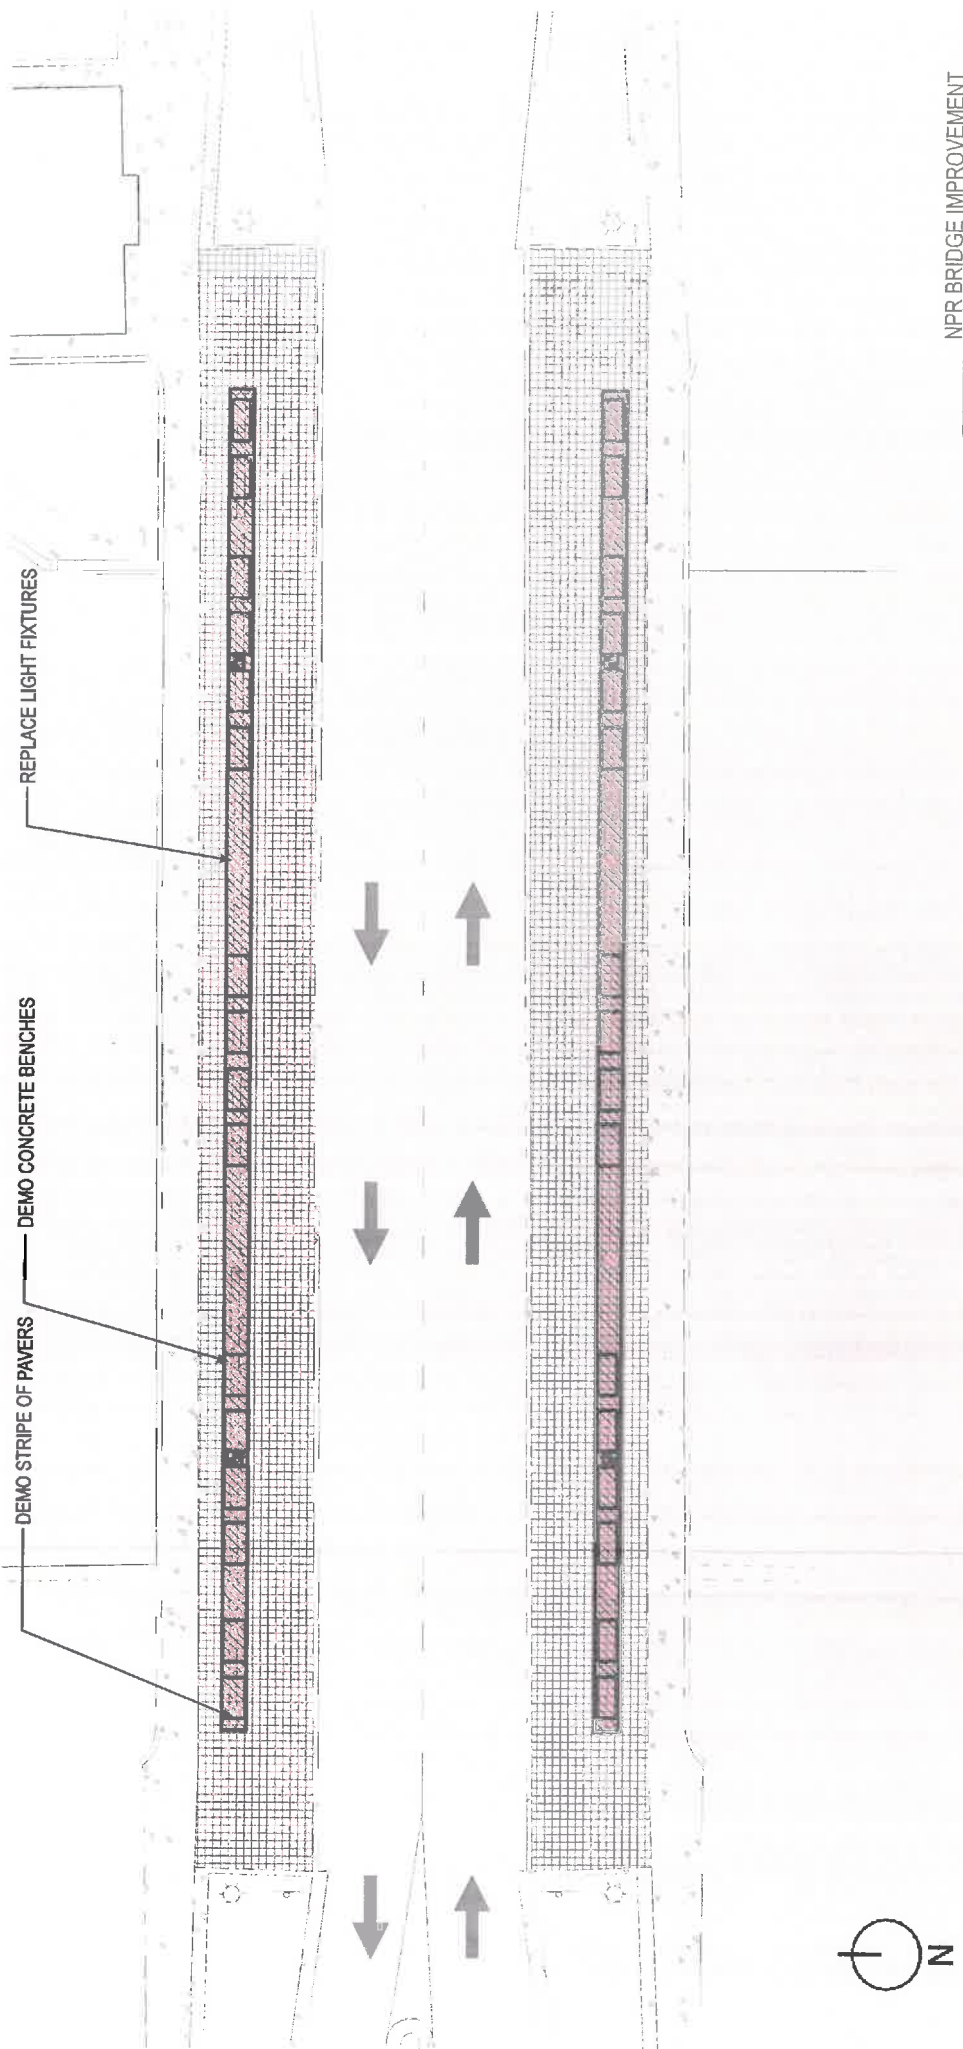 DEMO STRIPE OF PAVERS
DEMO CONCRETE BENCHES
REPLACE LIGHT FIXTURES
N
NPR BRIDGE IMPROVEMENT